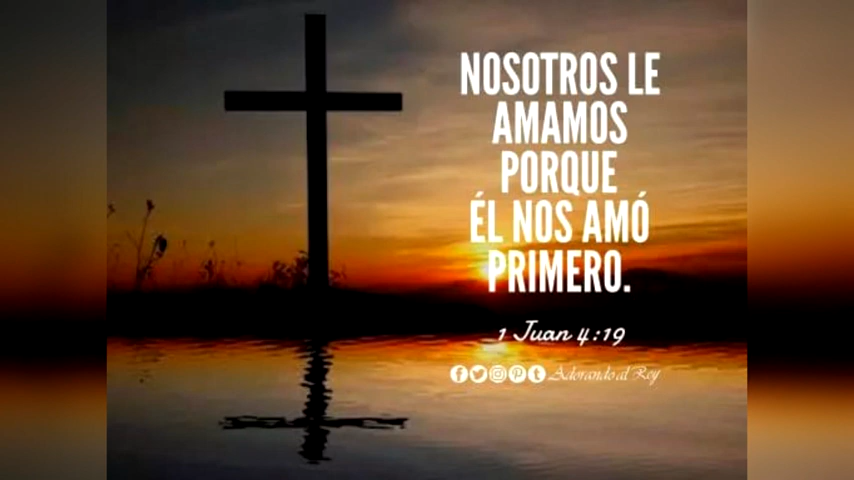 NOSOTROS LE
AMAMOS
PORQUE
ÉL NOS AMÓ
PRIMERO.
1 Juan 4:19
Adorando al Rey